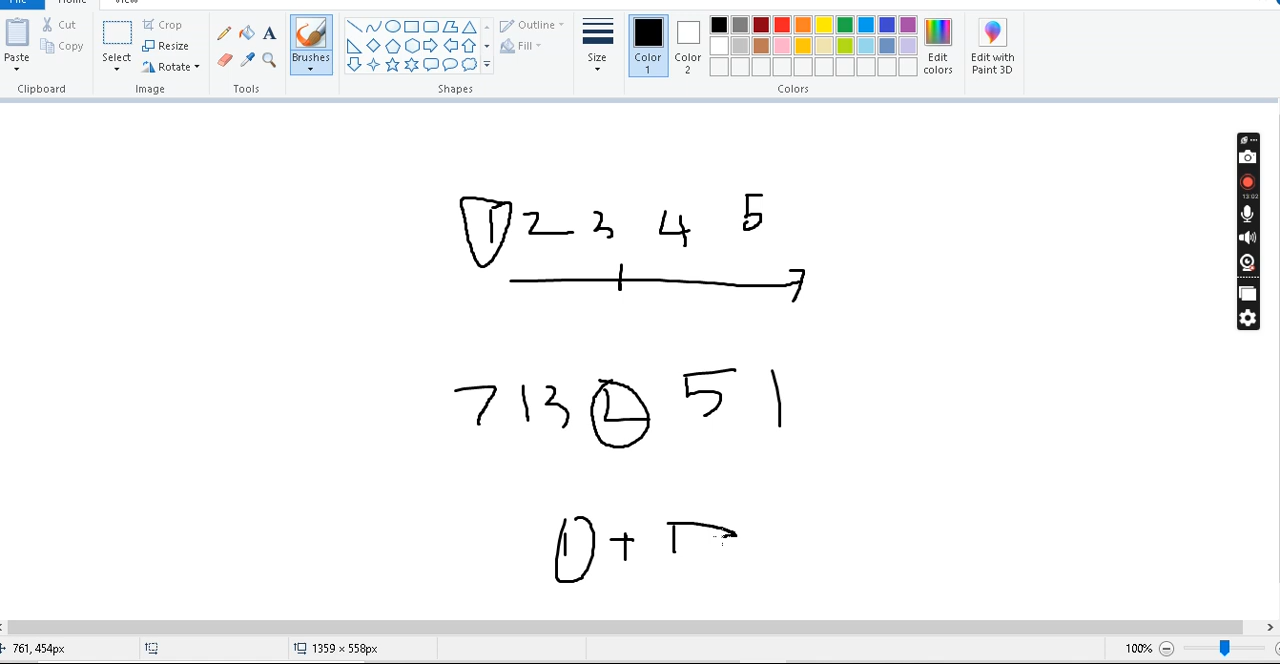 File Home View
Paste Cut Copy Select Crop Resize Rotate Brushes Outline Fill Size Color 1 Color 2 Edit colors Edit with Paint 3D
Clipboard Image Tools Shapes Colors
1 2 3 4 5
7 1 3 5 1
+
761, 454px 1359 × 558px 100%